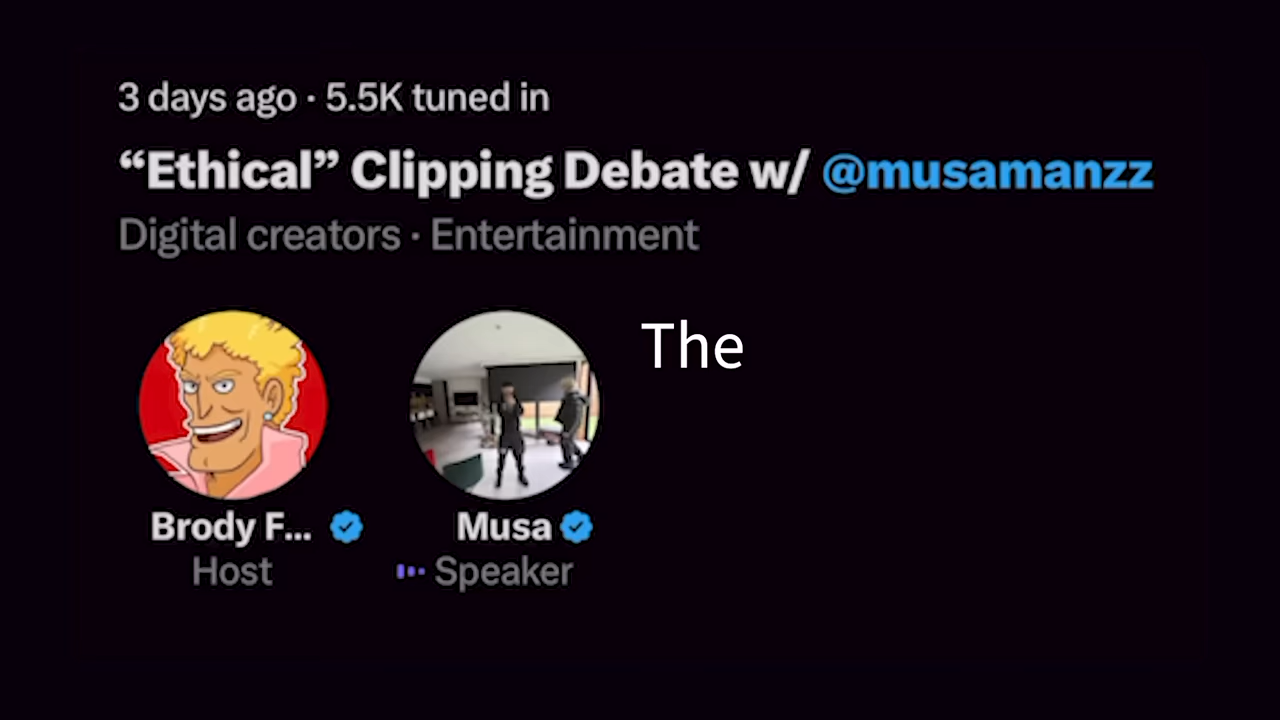 3 days ago · 5.5K tuned in
“Ethical” Clipping Debate w/ @musamanzz
Digital creators · Entertainment
The
Brody F...
Musa
Host
Speaker